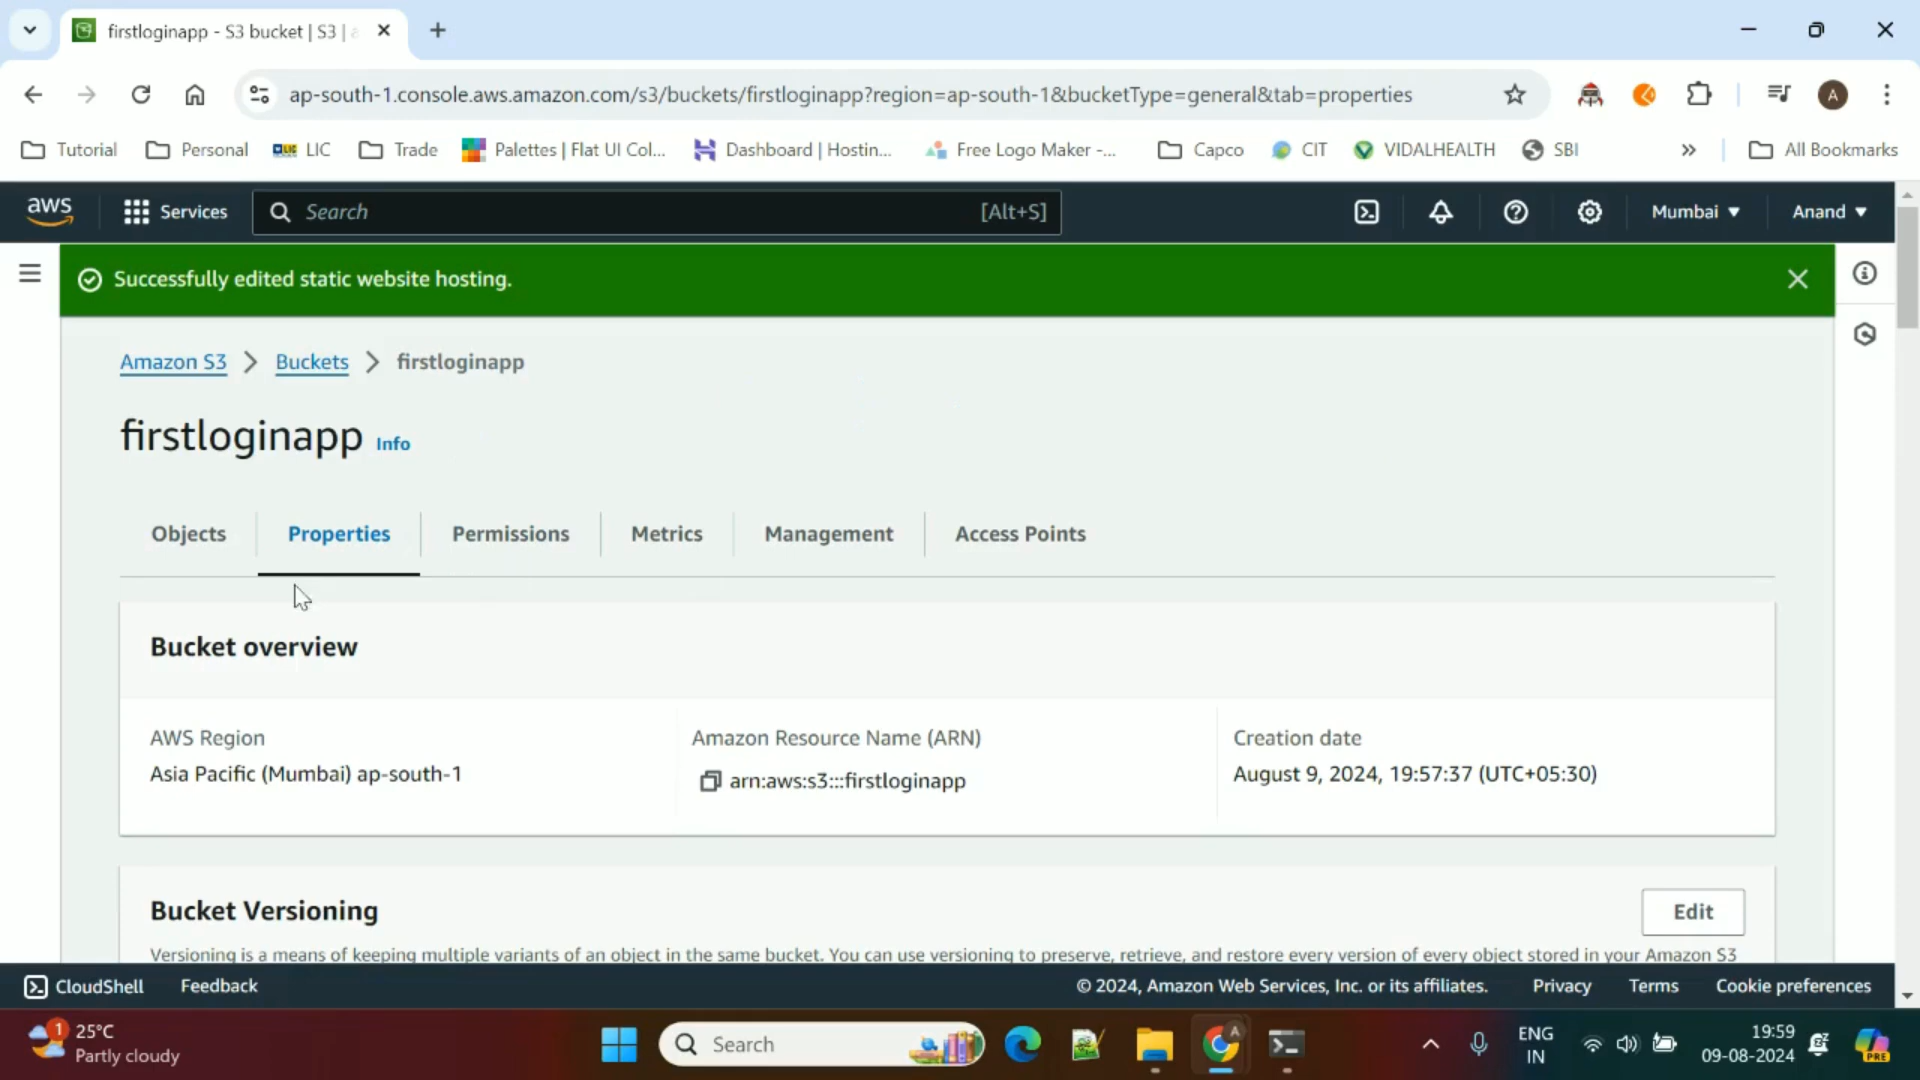 firstloginapp - S3 bucket | S3 |
ap-south-1.console.aws.amazon.com/s3/buckets/firstloginapp?region=ap-south-1&bucketType=general&tab=properties
A
Tutorial Personal LIC Trade Palettes | Flat UI Col... Dashboard | Hostin... Free Logo Maker -... Capco CIT VIDALHEALTH SBI » All Bookmarks
aws Services Search [Alt+S] Mumbai Anand
Successfully edited static website hosting.
Amazon S3 Buckets firstloginapp
firstloginapp Info
Objects Properties Permissions Metrics Management Access Points
Bucket overview
AWS Region Amazon Resource Name (ARN) Creation date
Asia Pacific (Mumbai) ap-south-1 arn:aws:s3:::firstloginapp August 9, 2024, 19:57:37 (UTC+05:30)
Bucket Versioning Edit
Versioning is a means of keeping multiple variants of an object in the same bucket. You can use versioning to preserve, retrieve, and restore every version of every object stored in your Amazon S3
CloudShell Feedback © 2024, Amazon Web Services, Inc. or its affiliates. Privacy Terms Cookie preferences
1 25°C
Partly cloudy
Search
A
ENG
IN
19:59
09-08-2024
PRE